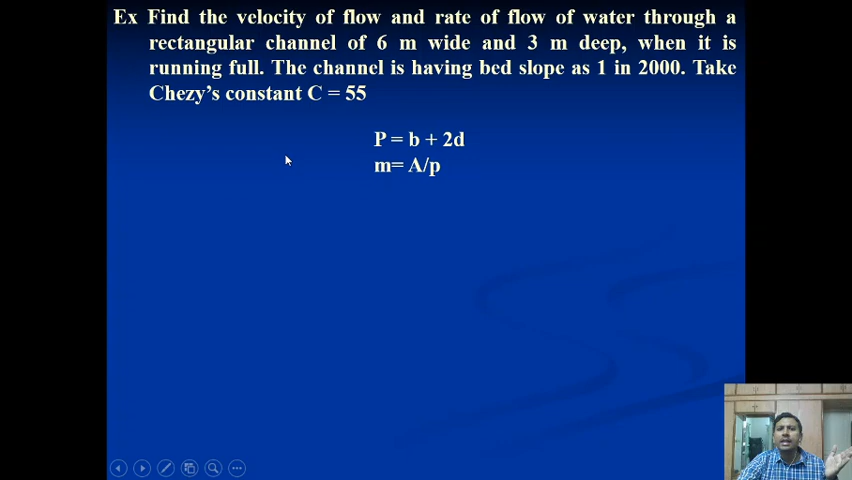 Ex Find the velocity of flow and rate of flow of water through a
rectangular channel of 6 m wide and 3 m deep, when it is
running full. The channel is having bed slope as 1 in 2000. Take
Chezy’s constant C = 55
P = b + 2d
m= A/p